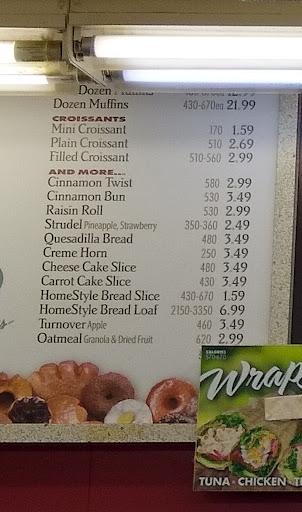 Dozen Muffins 430-670ea 21.99
CROISSANTS
Mini Croissant 170 1.59
Plain Croissant 510 2.69
Filled Croissant 510-560 2.99
AND MORE....
Cinnamon Twist 580 2.99
Cinnamon Bun 530 3.49
Raisin Roll 530 2.99
Strudel Pineapple, Strawberry 350-360 2.49
Quesadilla Bread 480 3.49
Creme Horn 250 3.49
Cheese Cake Slice 480 3.49
Carrot Cake Slice 430 3.49
HomeStyle Bread Slice 430-670 1.59
HomeStyle Bread Loaf 2150-3350 6.99
Turnover Apple 460 3.49
Oatmeal Granola & Dried Fruit 620 2.99
CALORIES
570-670
Wrap
TUNA • CHICKEN • T